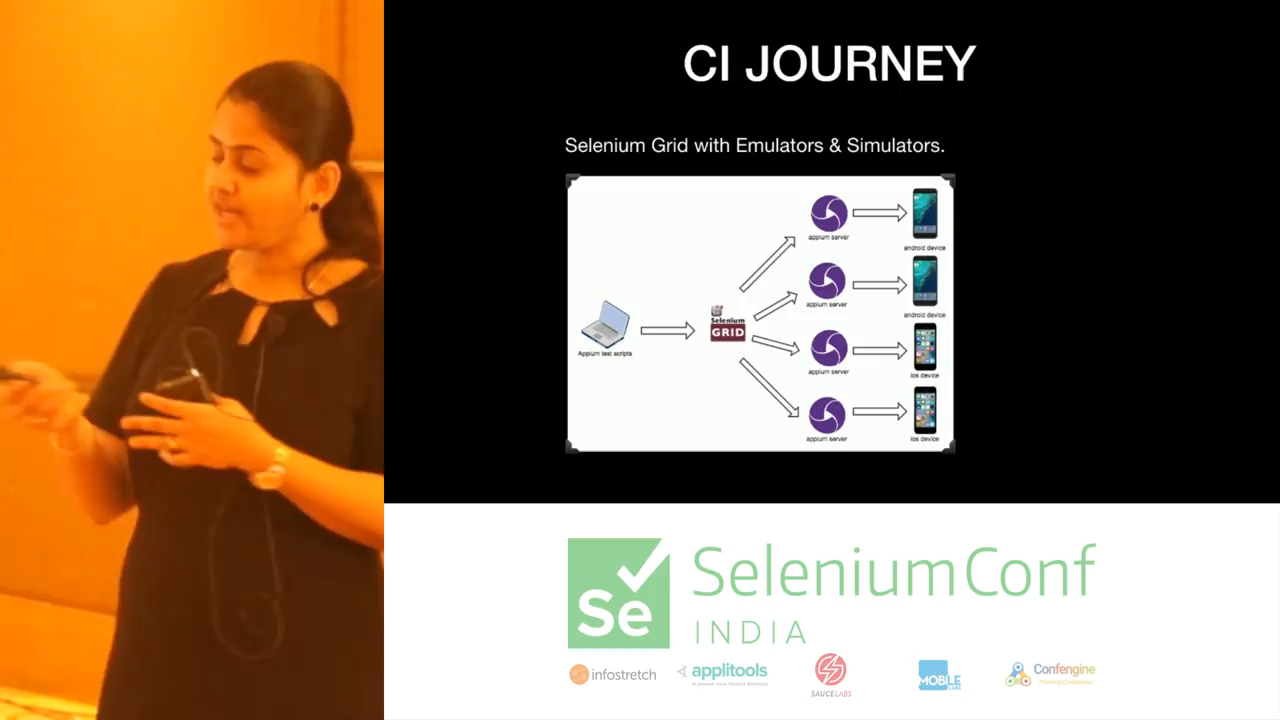 CI JOURNEY
Selenium Grid with Emulators & Simulators.
appium server
android device
appium server
android device
Appium test scripts
Selenium
GRID
appium server
ios device
appium server
ios device
Se
SeleniumConf
INDIA
infostretch
applitools
SAUCELABS
MOBILE
LABS
Confengine